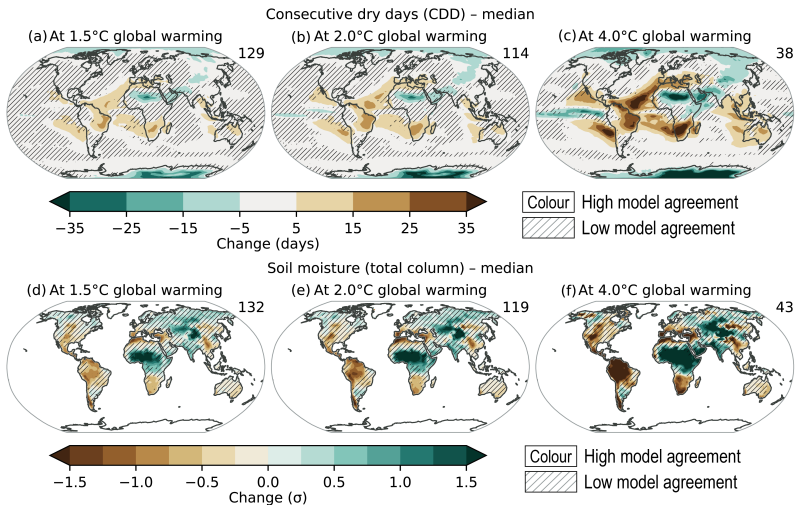 Consecutive dry days (CDD) – median
(a) At 1.5°C global warming
129
(b) At 2.0°C global warming
114
(c) At 4.0°C global warming
38
−35 −25 −15 −5 5 15 25 35
Change (days)
Colour High model agreement
Low model agreement
Soil moisture (total column) – median
(d) At 1.5°C global warming
132
(e) At 2.0°C global warming
119
(f) At 4.0°C global warming
43
−1.5 −1.0 −0.5 0.0 0.5 1.0 1.5
Change (σ)
Colour High model agreement
Low model agreement